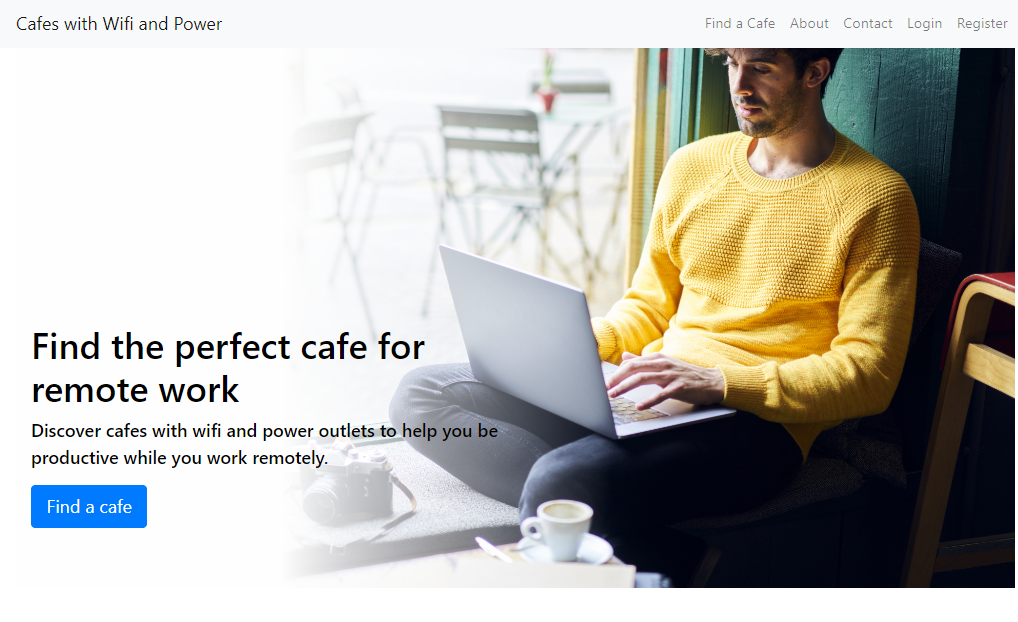 Cafes with Wifi and Power
Find a Cafe About Contact Login Register
Find the perfect cafe for
remote work
Discover cafes with wifi and power outlets to help you be
productive while you work remotely.
Find a cafe